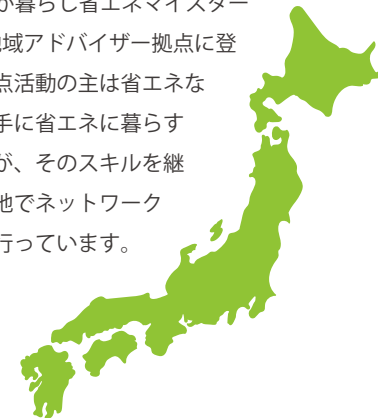 が暮らし省エネマイスター
地域アドバイザー拠点に登
点活動の主は省エネな
手に省エネに暮らす
が、そのスキルを継
地でネットワーク
行っています。